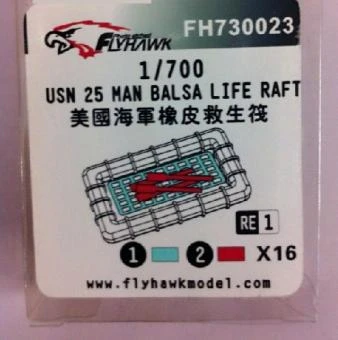 FLYHAWK FH730023
1/700
USN 25 MAN BALSA LIFE RAFT
美國海軍橡皮救生筏
RE 1
1 2 X16
www.flyhawkmodel.com